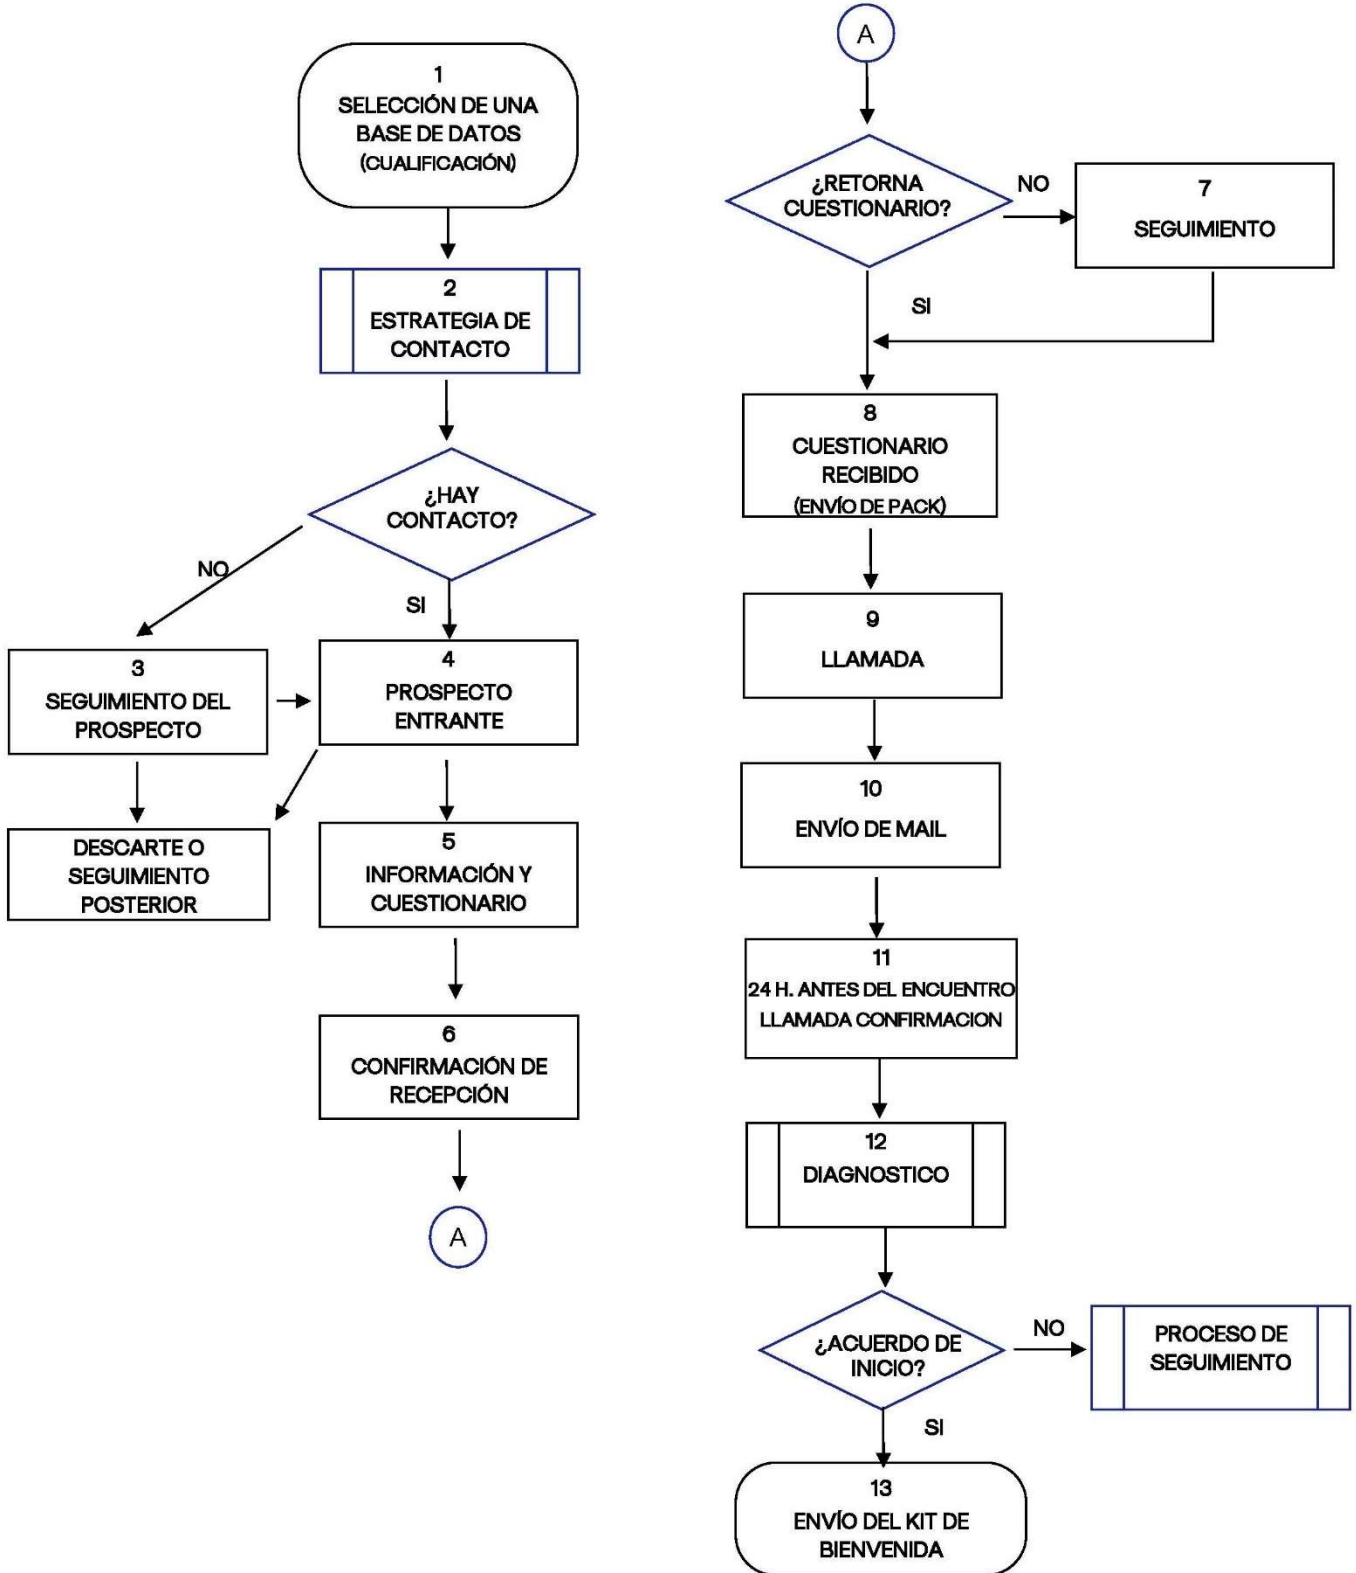 1
SELECCIÓN DE UNA
BASE DE DATOS
(CUALIFICACIÓN)
2
ESTRATEGIA DE
CONTACTO
¿HAY
CONTACTO?
NO
SI
3
SEGUIMIENTO DEL
PROSPECTO
4
PROSPECTO
ENTRANTE
DESCARTE O
SEGUIMIENTO
POSTERIOR
5
INFORMACIÓN Y
CUESTIONARIO
6
CONFIRMACIÓN DE
RECEPCIÓN
A
A
¿RETORNA
CUESTIONARIO?
NO
7
SEGUIMIENTO
SI
8
CUESTIONARIO
RECIBIDO
(ENVÍO DE PACK)
9
LLAMADA
10
ENVÍO DE MAIL
11
24 H. ANTES DEL ENCUENTRO
LLAMADA CONFIRMACION
12
DIAGNOSTICO
¿ACUERDO DE
INICIO?
NO
PROCESO DE
SEGUIMIENTO
SI
13
ENVÍO DEL KIT DE
BIENVENIDA